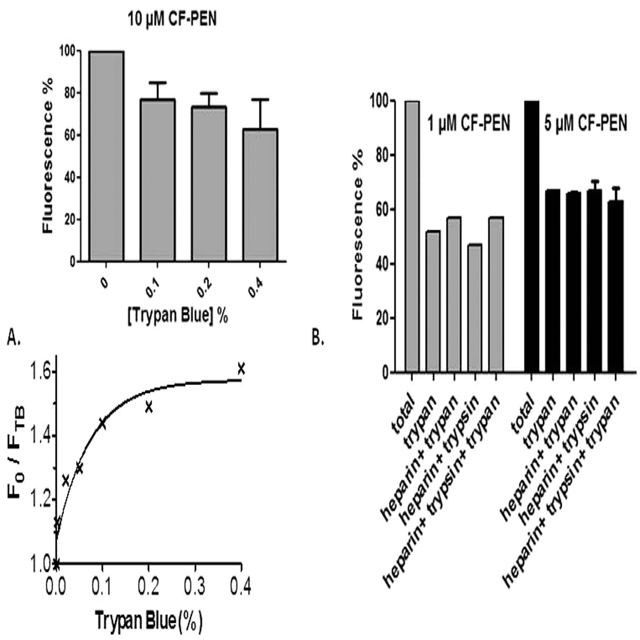 10 µM CF-PEN
Fluorescence %
100
80
60
40
20
0
0
0.1
0.2
0.4
[Trypan Blue] %
A.
F0 / FTB
1.6
1.4
1.2
1.0
0.0
0.1
0.2
0.3
0.4
Trypan Blue(%)
B.
Fluorescence %
100
80
60
40
20
0
1 µM CF-PEN
5 µM CF-PEN
total
trypan
heparin+ trypan
heparin+ trypsin
heparin+ trypsin+ trypan
total
trypan
heparin+ trypan
heparin+ trypsin
heparin+ trypsin+ trypan